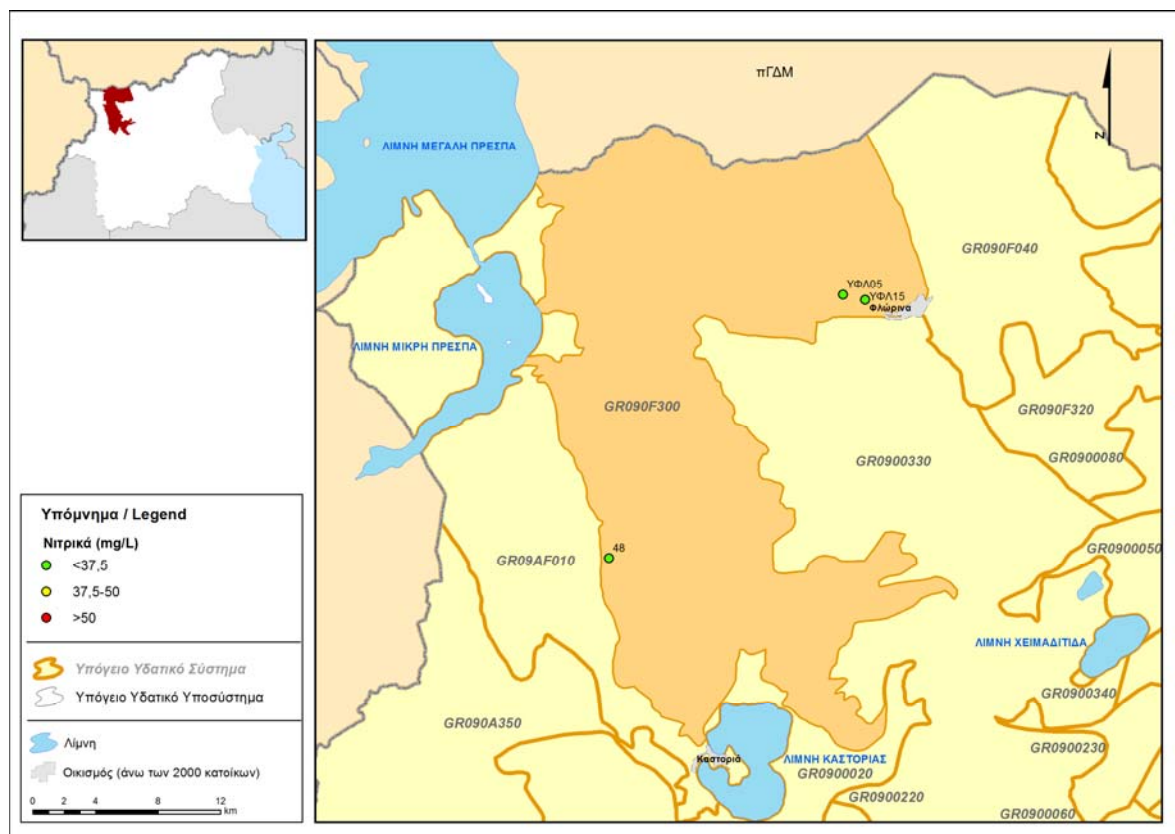 πΓΔΜ
Z
ΛΙΜΝΗ ΜΕΓΑΛΗ ΠΡΕΣΠΑ
GR090F040
ΥΦΛ05
ΥΦΛ15
Φλώρινα
ΛΙΜΝΗ ΜΙΚΡΗ ΠΡΕΣΠΑ
GR090F300
GR090F320
GR0900330
GR0900080
48
GR09AF010
GR0900050
ΛΙΜΝΗ ΧΕΙΜΑΔΙΤΙΔΑ
GR0900340
GR090A350
GR0900230
Καστοριά
ΛΙΜΝΗ ΚΑΣΤΟΡΙΑΣ
GR0900020
GR0900220
GR0900060
Υπόμνημα / Legend
Νιτρικά (mg/L)
<37,5
37,5-50
>50
Υπόγειο Υδατικό Σύστημα
Υπόγειο Υδατικό Υποσύστημα
Λίμνη
Οικισμός (άνω των 2000 κατοίκων)
0 2 4 8 12
km